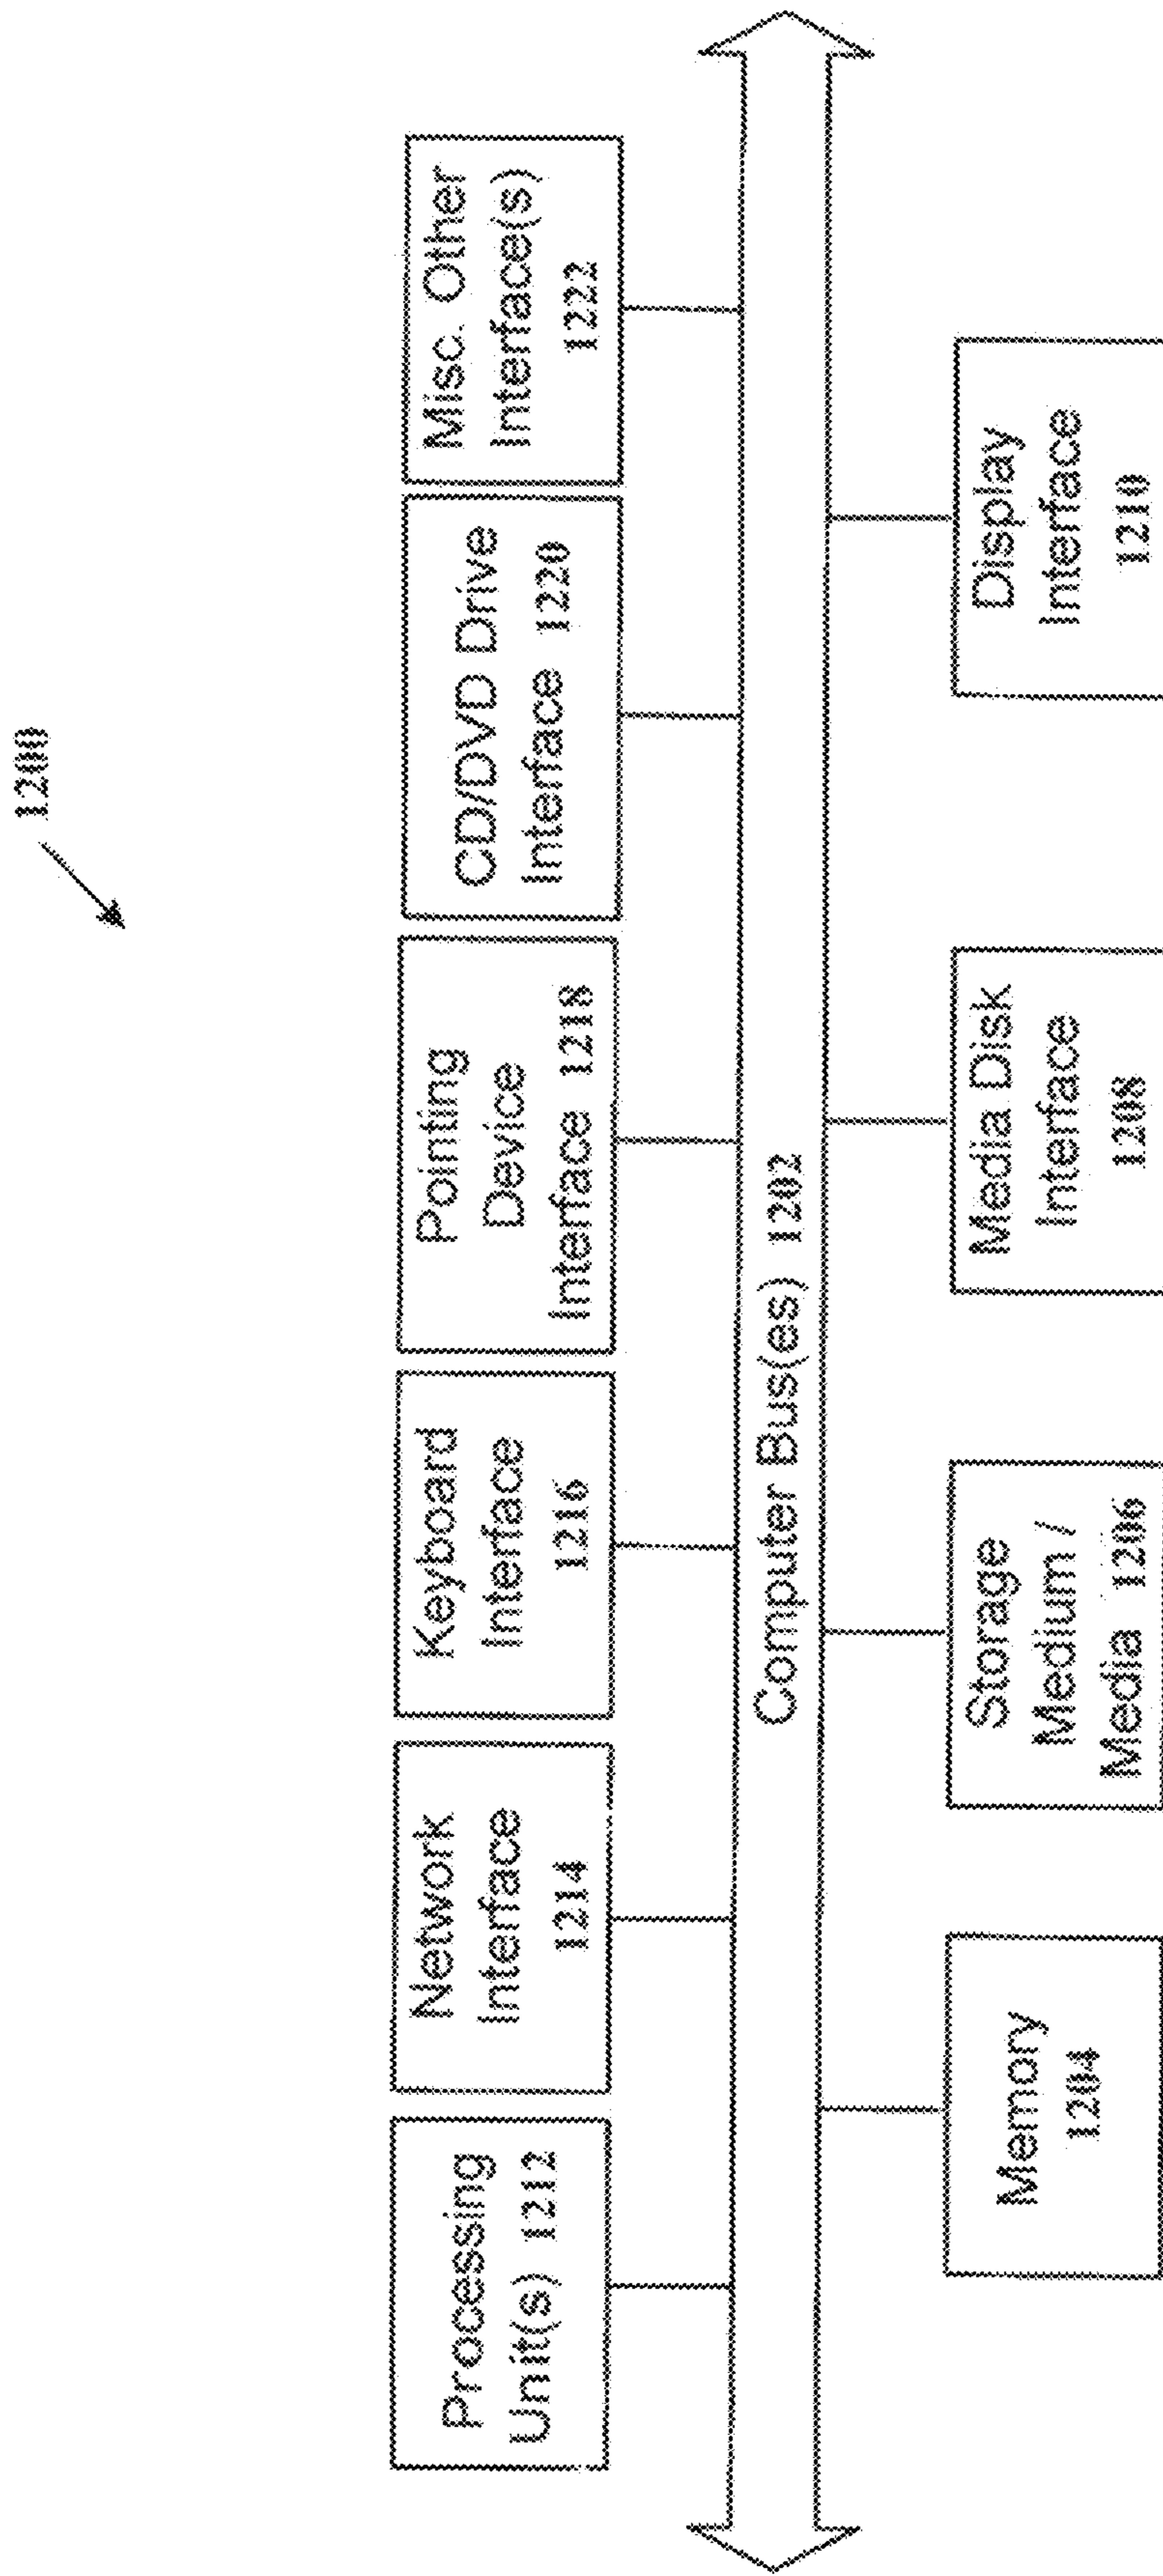 1200
Processing
Unit(s) 1212
Network
Interface
1214
Keyboard
Interface
1216
Pointing
Device
Interface 1218
CD/DVD Drive
Interface 1220
Misc. Other
Interface(s)
1222
Computer Bus(es) 1202
Memory
1204
Storage
Medium /
Media 1206
Media Disk
Interface
1208
Display
Interface
1210